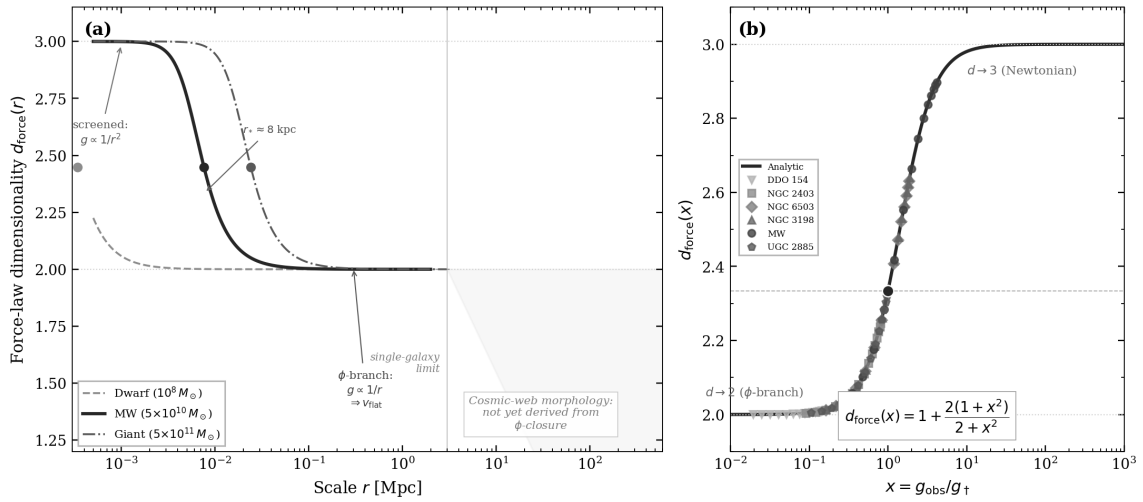 (a)
3.00
2.75
2.50
2.25
2.00
1.75
1.50
1.25
Force-law dimensionality d_force(r)
screened:
g ∝ 1/r²
r_* ≈ 8 kpc
single-galaxy
limit
ϕ-branch:
g ∝ 1/r
⇒ v_flat
Cosmic-web morphology:
not yet derived from
ϕ-closure
Dwarf (10⁸ M_⊙)
MW (5×10¹⁰ M_⊙)
Giant (5×10¹¹ M_⊙)
10⁻³ 10⁻² 10⁻¹ 10⁰ 10¹ 10²
Scale r [Mpc]
(b)
3.0
2.8
2.6
2.4
2.2
2.0
d_force(x)
d → 3 (Newtonian)
Analytic
DDO 154
NGC 2403
NGC 6503
NGC 3198
MW
UGC 2885
d → 2 (ϕ-branch)
d_force(x) = 1 + 2(1 + x²)/(2 + x²)
10⁻² 10⁻¹ 10⁰ 10¹ 10² 10³
x = g_obs/g_†